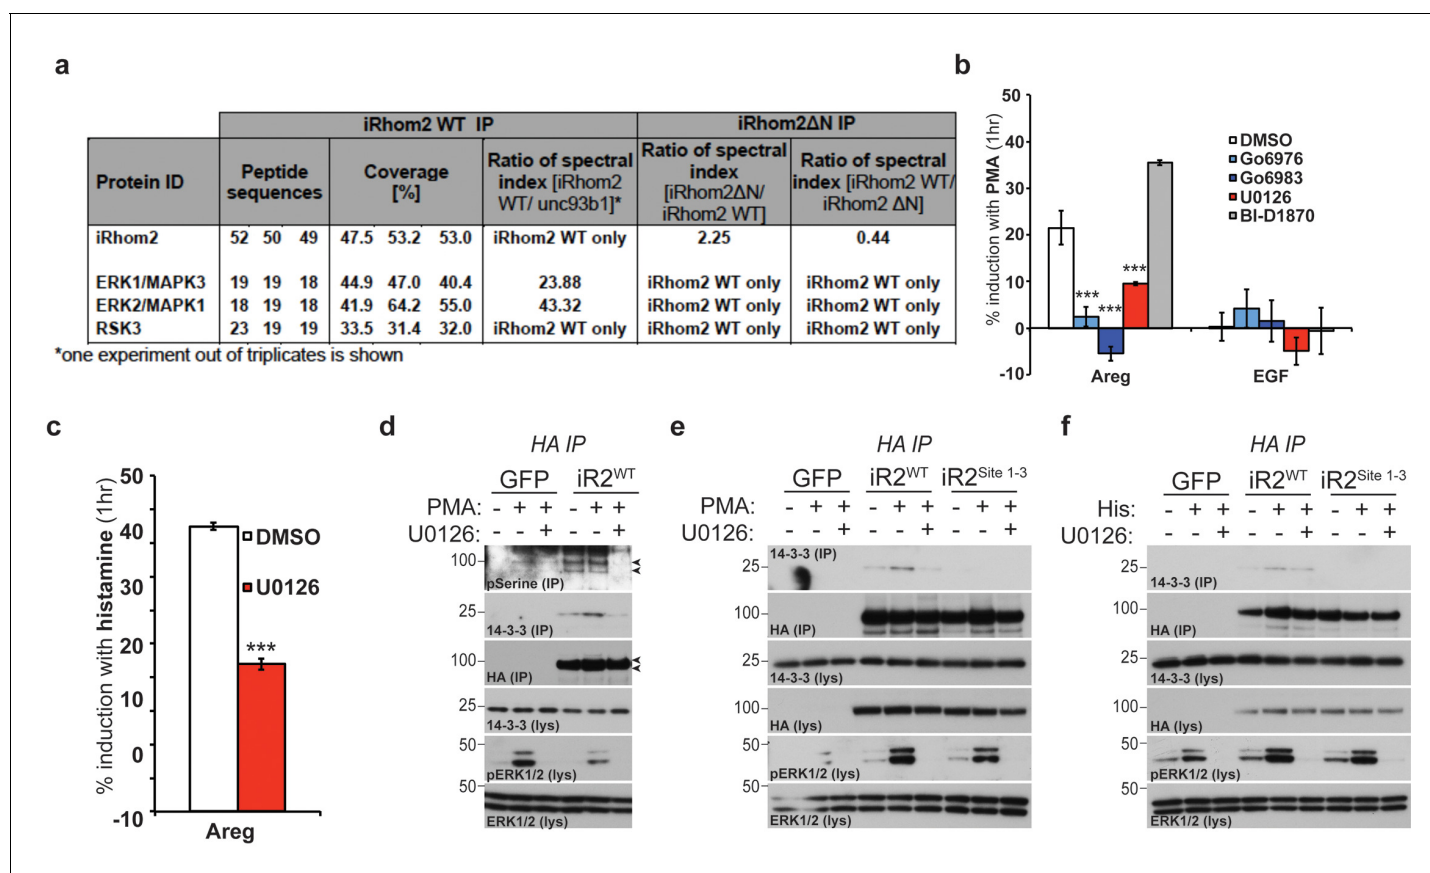 a
iRhom2 WT IP
iRhom2ΔN IP
Protein ID
Peptide sequences
Coverage [%]
Ratio of spectral index [iRhom2 WT/ unc93b1]*
Ratio of spectral index [iRhom2ΔN/ iRhom2 WT]
Ratio of spectral index [iRhom2 WT/ iRhom2 ΔN]
iRhom2 52 50 49 47.5 53.2 53.0 iRhom2 WT only 2.25 0.44
ERK1/MAPK3 19 19 18 44.9 47.0 40.4 23.88 iRhom2 WT only iRhom2 WT only
ERK2/MAPK1 18 19 18 41.9 64.2 55.0 43.32 iRhom2 WT only iRhom2 WT only
RSK3 23 19 19 33.5 31.4 32.0 iRhom2 WT only iRhom2 WT only iRhom2 WT only
*one experiment out of triplicates is shown
b
% induction with PMA (1hr)
50
40
30
20
10
0
-10
DMSO
Go6976
Go6983
U0126
BI-D1870
***
***
***
Areg
EGF
c
% induction with histamine (1hr)
50
40
30
20
10
0
-10
DMSO
U0126
***
Areg
d
HA IP
GFP iR2WT
PMA: - + + - + +
U0126: + +
100
pSerine (IP)
25
14-3-3 (IP)
100
HA (IP)
25
14-3-3 (lys)
50
pERK1/2 (lys)
50
ERK1/2 (lys)
e
HA IP
GFP iR2WT iR2Site 1-3
PMA: - + + - + + - + +
U0126: + + +
14-3-3 (IP)
25
100
HA (IP)
25
14-3-3 (lys)
100
HA (lys)
50
pERK1/2 (lys)
50
ERK1/2 (lys)
f
HA IP
GFP iR2WT iR2Site 1-3
His: - + + - + + - + +
U0126: + + +
25
14-3-3 (IP)
100
HA (IP)
25
14-3-3 (lys)
100
HA (lys)
50
pERK1/2 (lys)
50
ERK1/2 (lys)